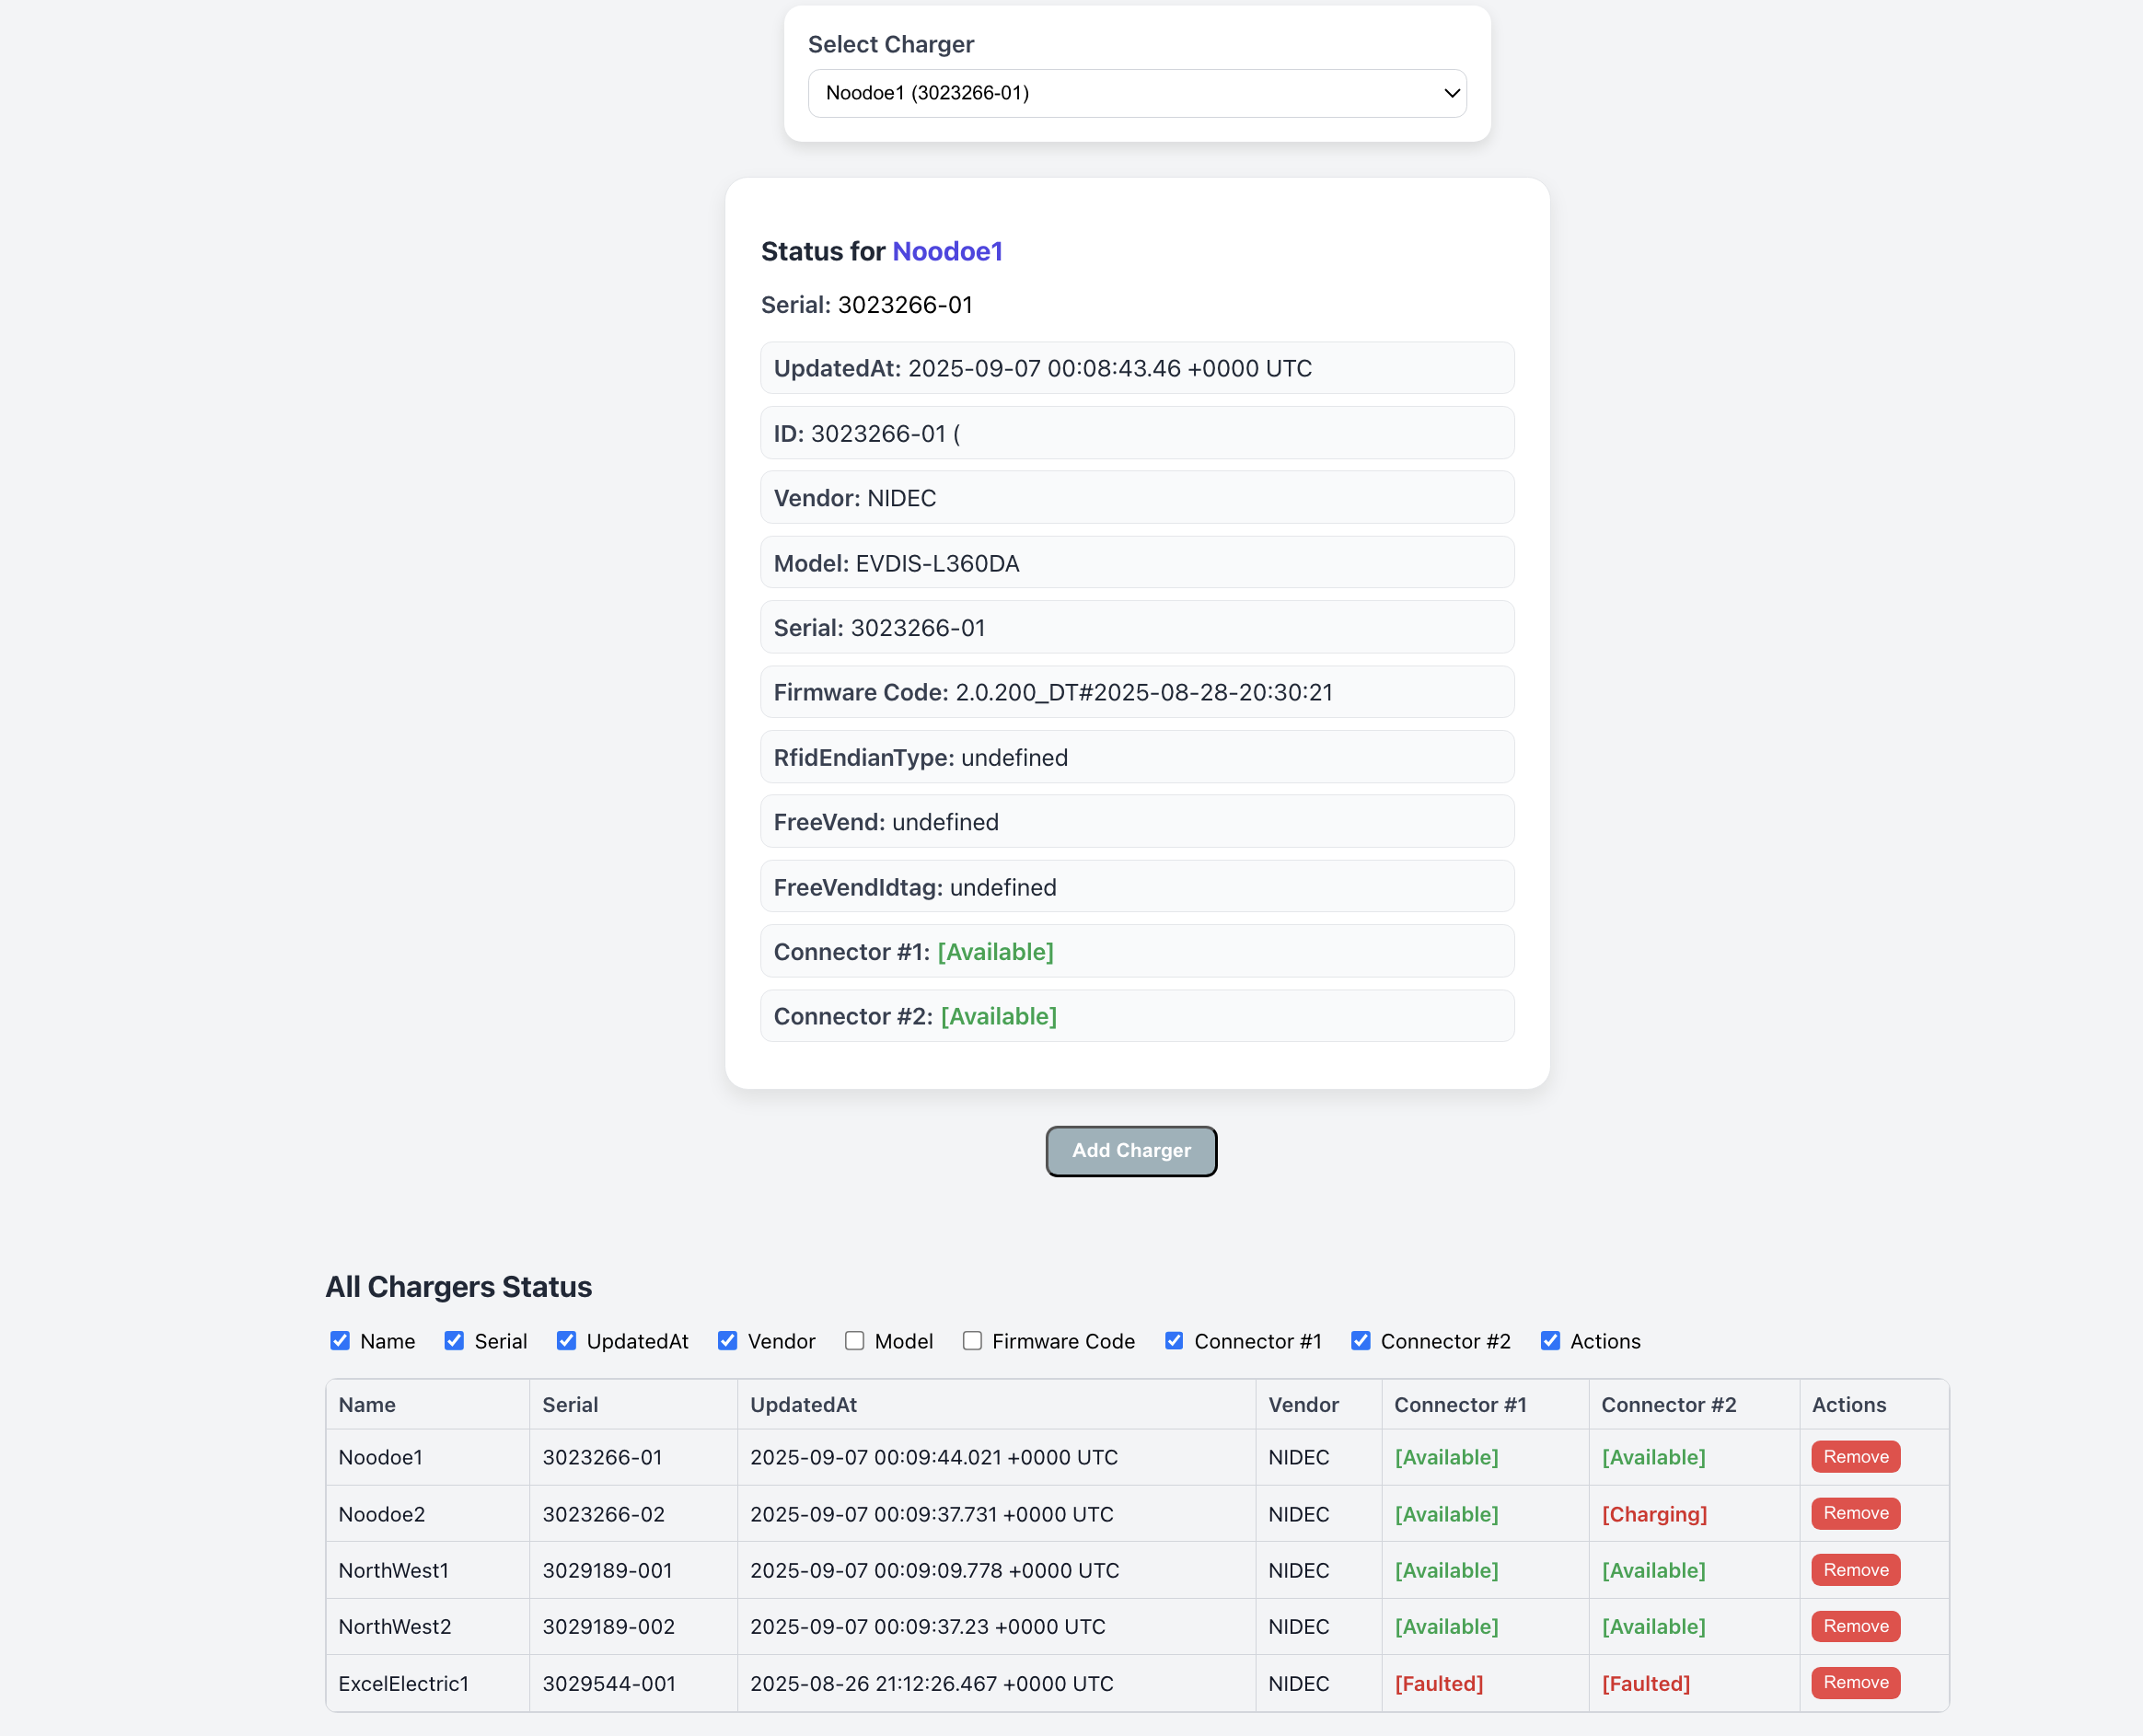 Select Charger
Noodoe1 (3023266-01)
Status for Noodoe1
Serial: 3023266-01
UpdatedAt: 2025-09-07 00:08:43.46 +0000 UTC
ID: 3023266-01 (
Vendor: NIDEC
Model: EVDIS-L360DA
Serial: 3023266-01
Firmware Code: 2.0.200_DT#2025-08-28-20:30:21
RfidEndianType: undefined
FreeVend: undefined
FreeVendIdtag: undefined
Connector #1: [Available]
Connector #2: [Available]
Add Charger
All Chargers Status
Name Serial UpdatedAt Vendor Model Firmware Code Connector #1 Connector #2 Actions
Name Serial UpdatedAt Vendor Connector #1 Connector #2 Actions
Noodoe1 3023266-01 2025-09-07 00:09:44.021 +0000 UTC NIDEC [Available] [Available] Remove
Noodoe2 3023266-02 2025-09-07 00:09:37.731 +0000 UTC NIDEC [Available] [Charging] Remove
NorthWest1 3029189-001 2025-09-07 00:09:09.778 +0000 UTC NIDEC [Available] [Available] Remove
NorthWest2 3029189-002 2025-09-07 00:09:37.23 +0000 UTC NIDEC [Available] [Available] Remove
ExcelElectric1 3029544-001 2025-08-26 21:12:26.467 +0000 UTC NIDEC [Faulted] [Faulted] Remove